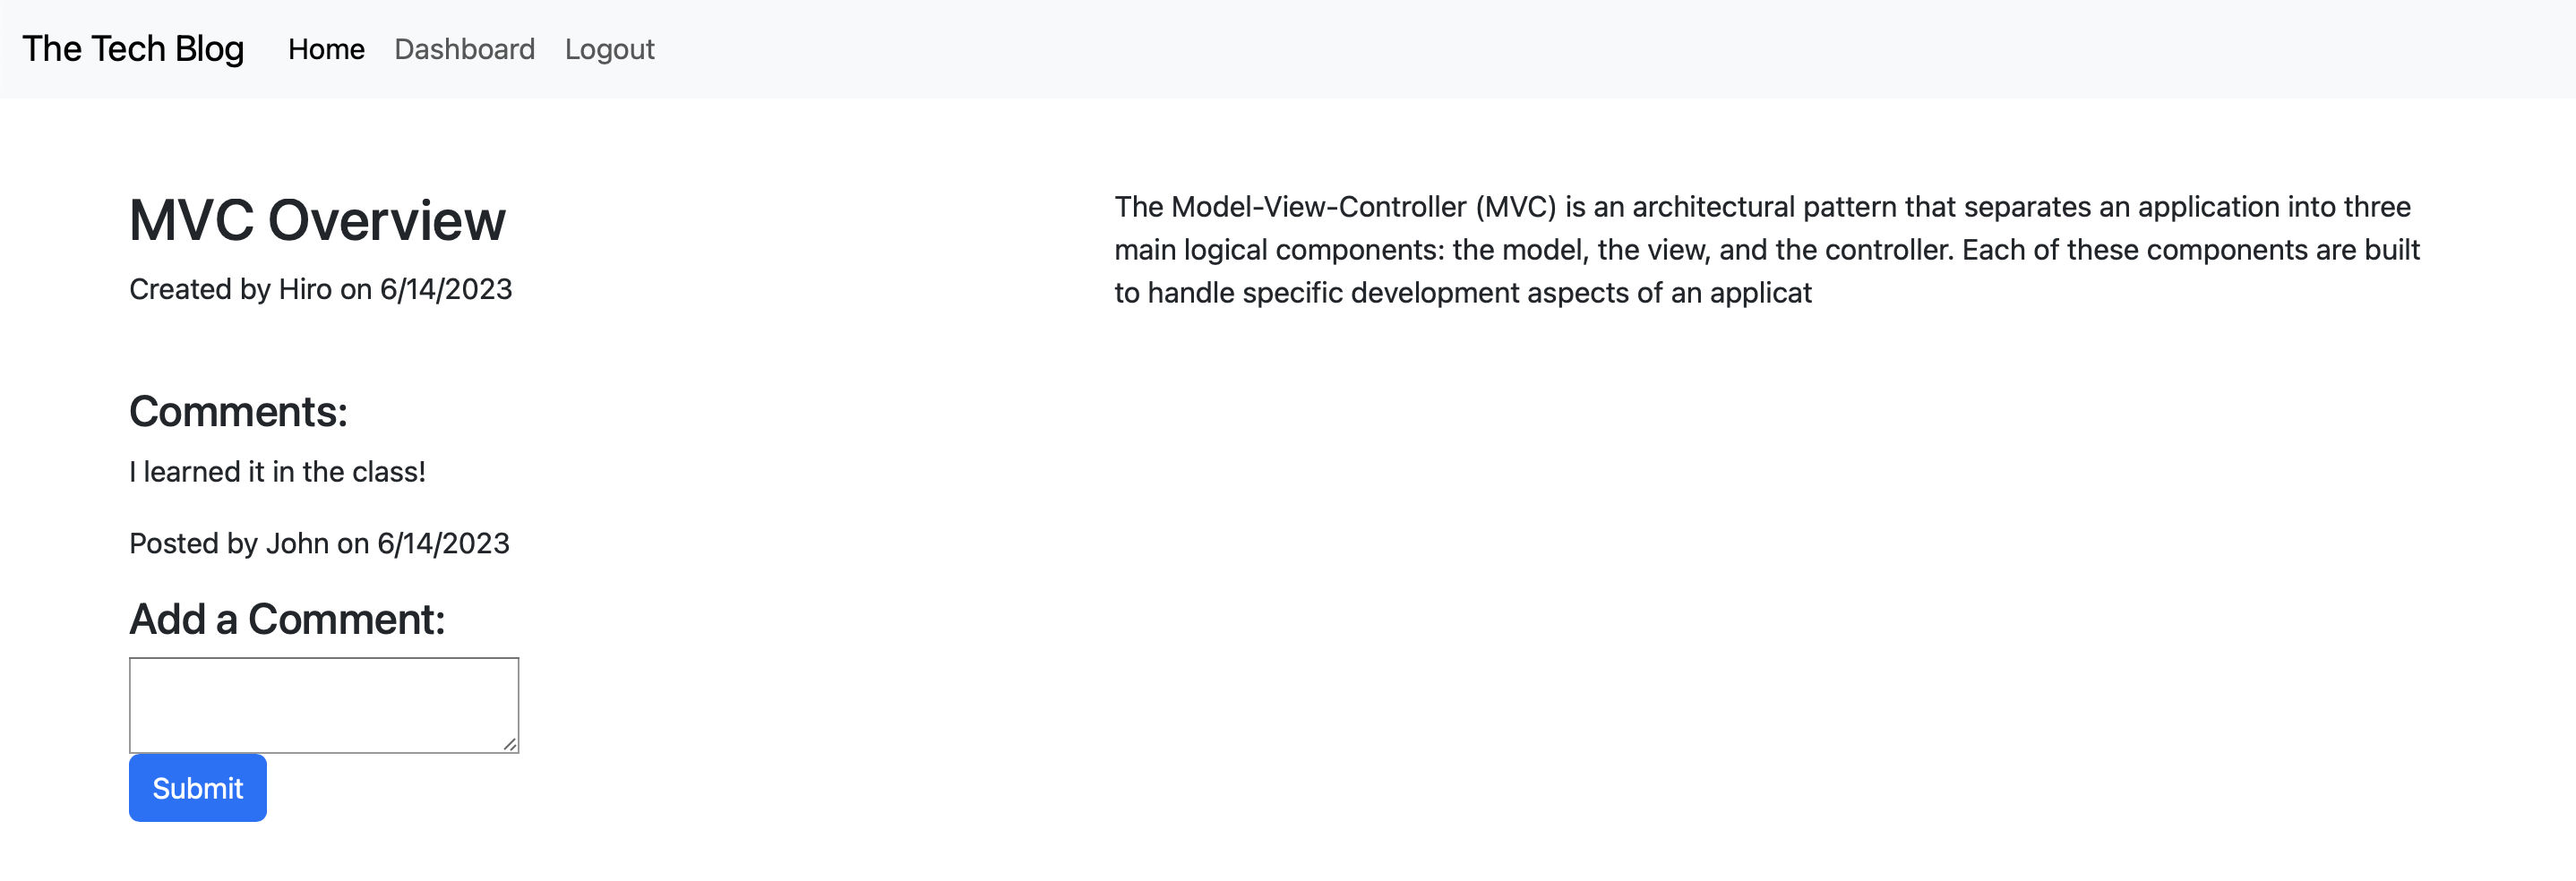 The Tech Blog Home Dashboard Logout
MVC Overview
Created by Hiro on 6/14/2023
The Model-View-Controller (MVC) is an architectural pattern that separates an application into three
main logical components: the model, the view, and the controller. Each of these components are built
to handle specific development aspects of an applicat
Comments:
I learned it in the class!
Posted by John on 6/14/2023
Add a Comment:
Submit